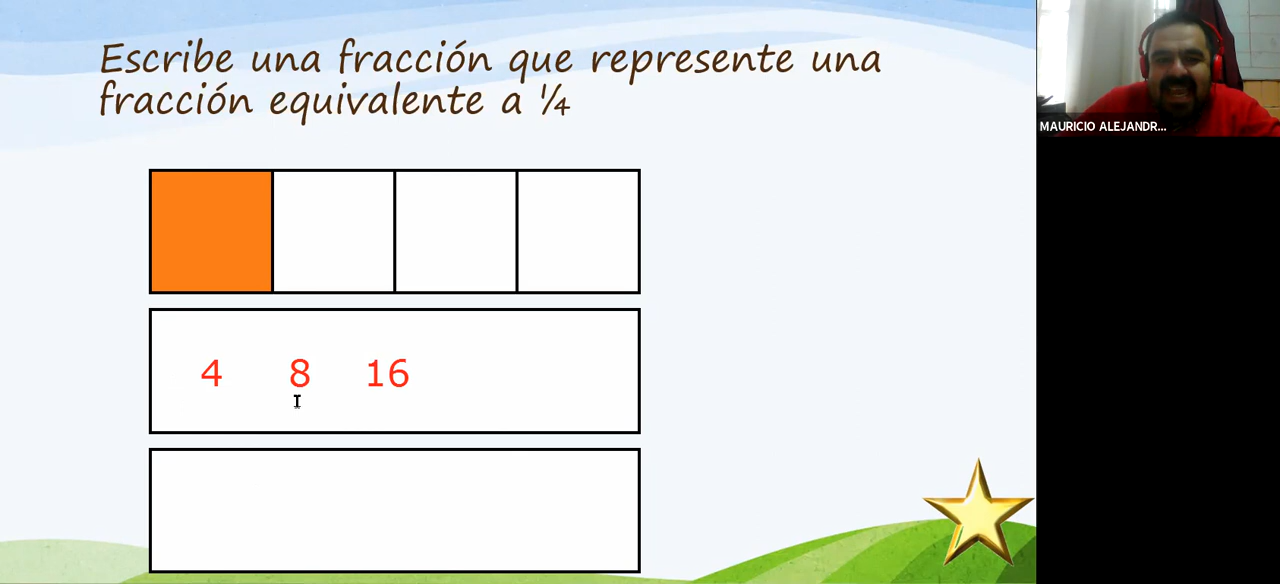 Escribe una fracción que represente una
fracción equivalente a ¼
MAURICIO ALEJANDR...
4 8 16